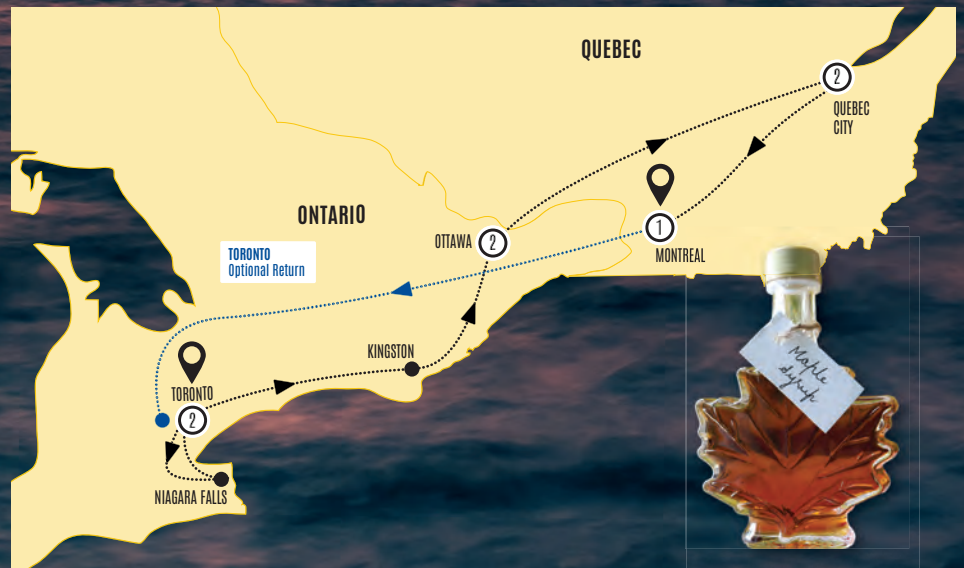 QUEBEC
2
QUEBEC
CITY
ONTARIO
OTTAWA
2
1
MONTREAL
TORONTO
Optional Return
KINGSTON
TORONTO
2
NIAGARA FALLS
Maple
Syrup